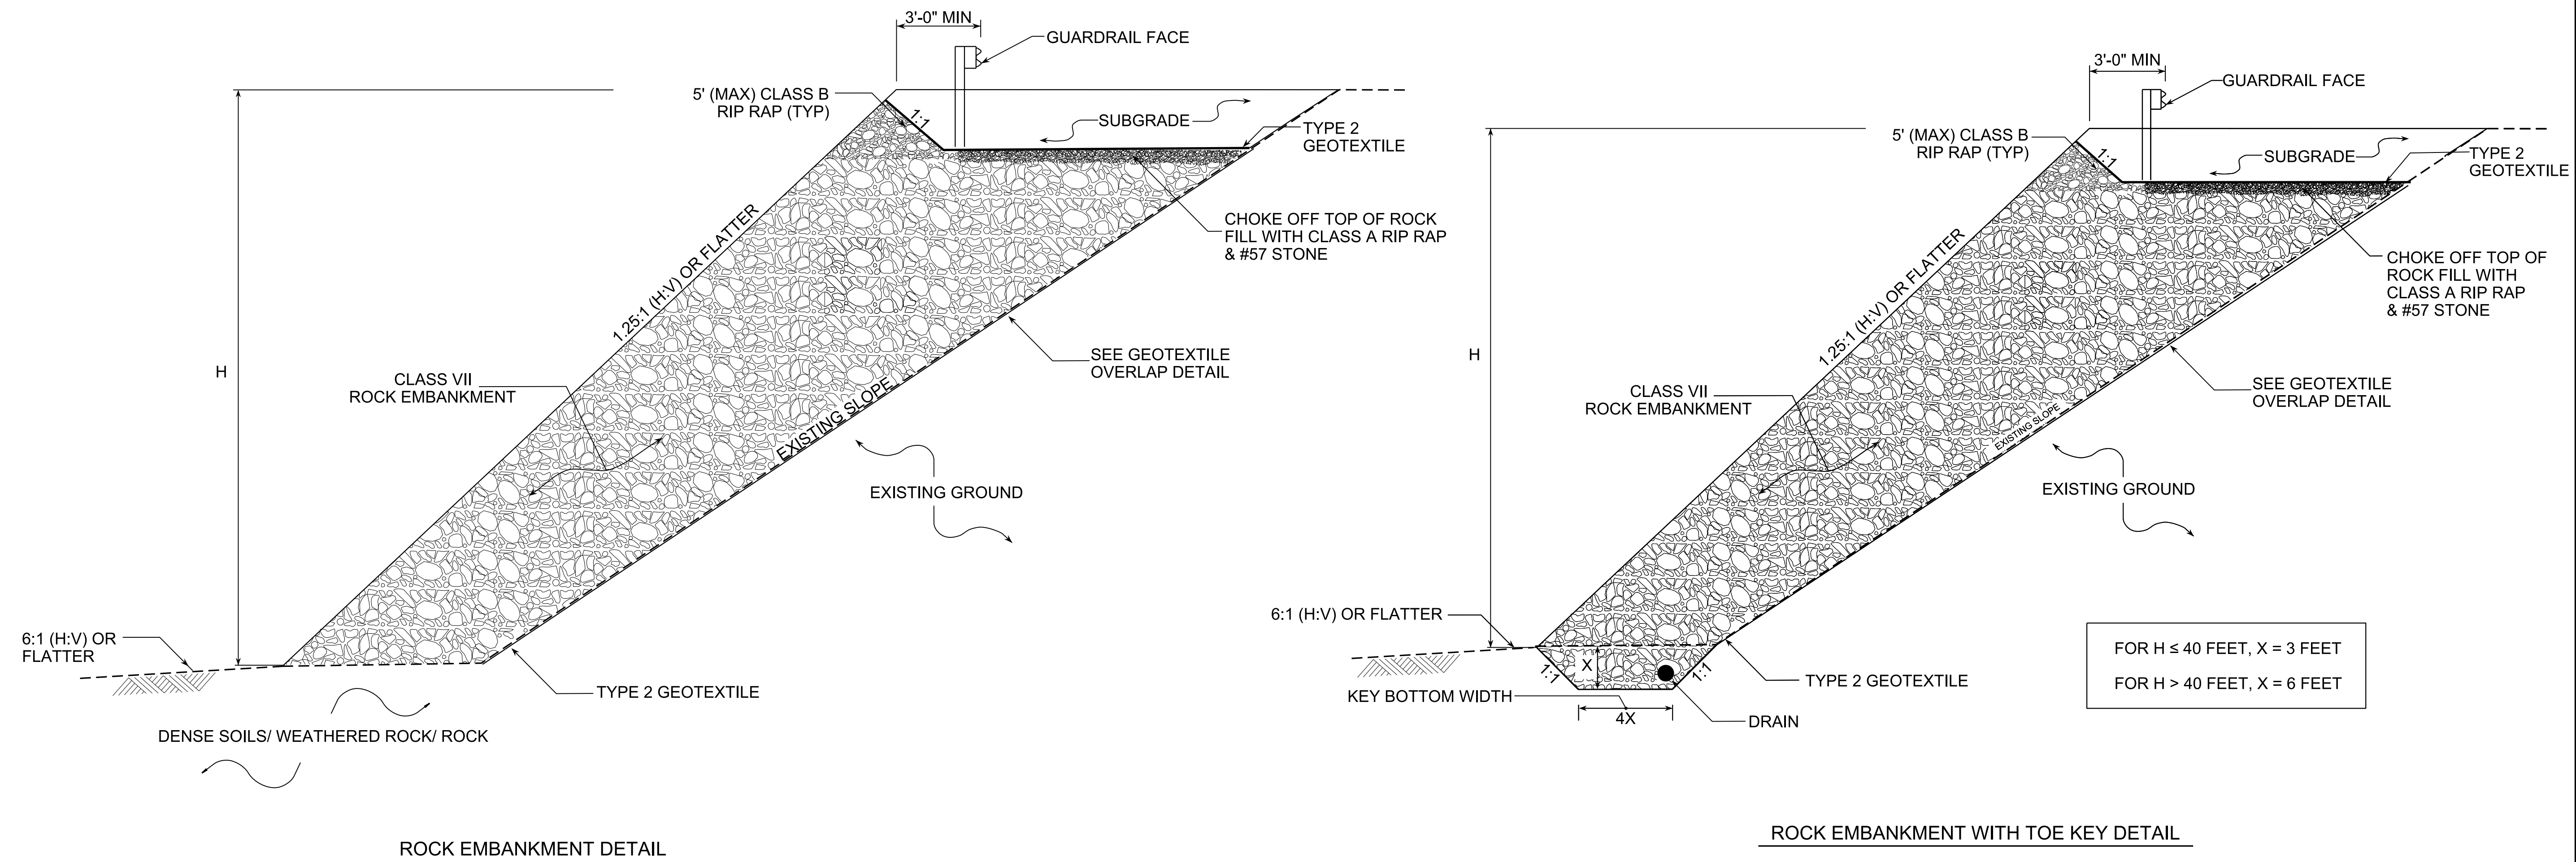 3'-0" MIN
GUARDRAIL FACE
5' (MAX) CLASS B
RIP RAP (TYP)
1:1
SUBGRADE
TYPE 2
GEOTEXTILE
CHOKE OFF TOP OF ROCK
FILL WITH CLASS A RIP RAP
& #57 STONE
1.25:1 (H:V) OR FLATTER
H
SEE GEOTEXTILE
OVERLAP DETAIL
CLASS VII
ROCK EMBANKMENT
EXISTING SLOPE
EXISTING GROUND
6:1 (H:V) OR
FLATTER
TYPE 2 GEOTEXTILE
DENSE SOILS/ WEATHERED ROCK/ ROCK
ROCK EMBANKMENT DETAIL
3'-0" MIN
GUARDRAIL FACE
5' (MAX) CLASS B
RIP RAP (TYP)
1:1
SUBGRADE
TYPE 2
GEOTEXTILE
CHOKE OFF TOP OF
ROCK FILL WITH
CLASS A RIP RAP
& #57 STONE
1.25:1 (H:V) OR FLATTER
H
SEE GEOTEXTILE
OVERLAP DETAIL
CLASS VII
ROCK EMBANKMENT
EXISTING SLOPE
EXISTING GROUND
6:1 (H:V) OR FLATTER
X
1:1
1:1
TYPE 2 GEOTEXTILE
KEY BOTTOM WIDTH
4X
DRAIN
FOR H ≤ 40 FEET, X = 3 FEET
FOR H > 40 FEET, X = 6 FEET
ROCK EMBANKMENT WITH TOE KEY DETAIL